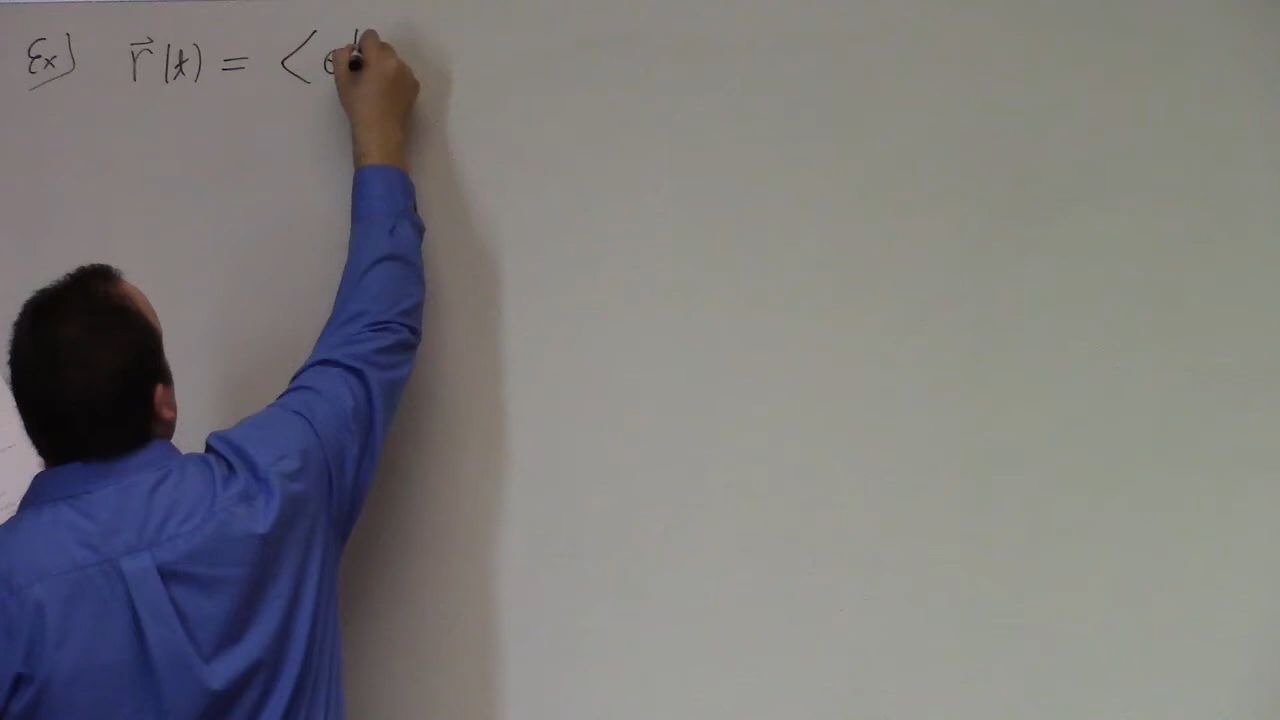 Ex) r⃗(t) = < e